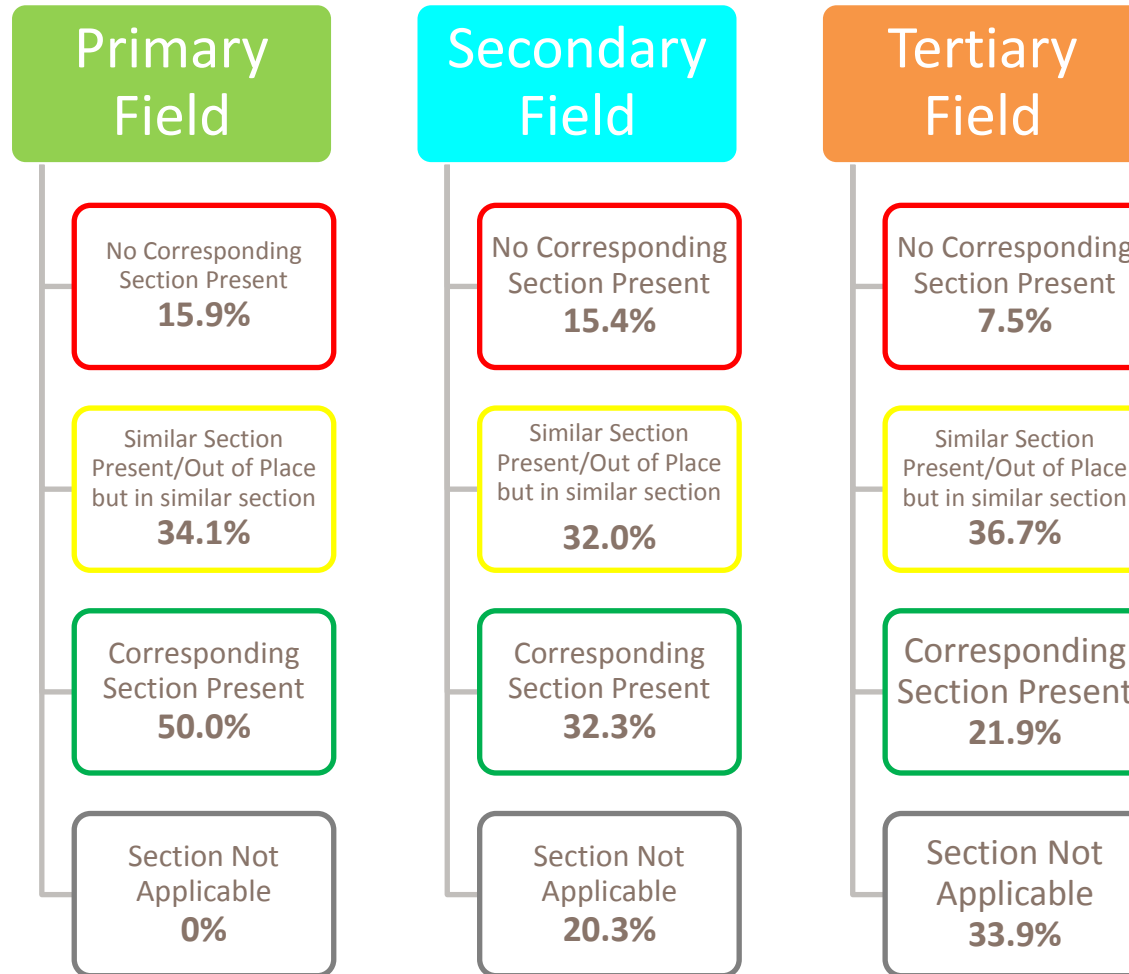 Primary
Field
No Corresponding
Section Present
15.9%
Similar Section
Present/Out of Place
but in similar section
34.1%
Corresponding
Section Present
50.0%
Section Not
Applicable
0%
Secondary
Field
No Corresponding
Section Present
15.4%
Similar Section
Present/Out of Place
but in similar section
32.0%
Corresponding
Section Present
32.3%
Section Not
Applicable
20.3%
Tertiary
Field
No Corresponding
Section Present
7.5%
Similar Section
Present/Out of Place
but in similar section
36.7%
Corresponding
Section Present
21.9%
Section Not
Applicable
33.9%